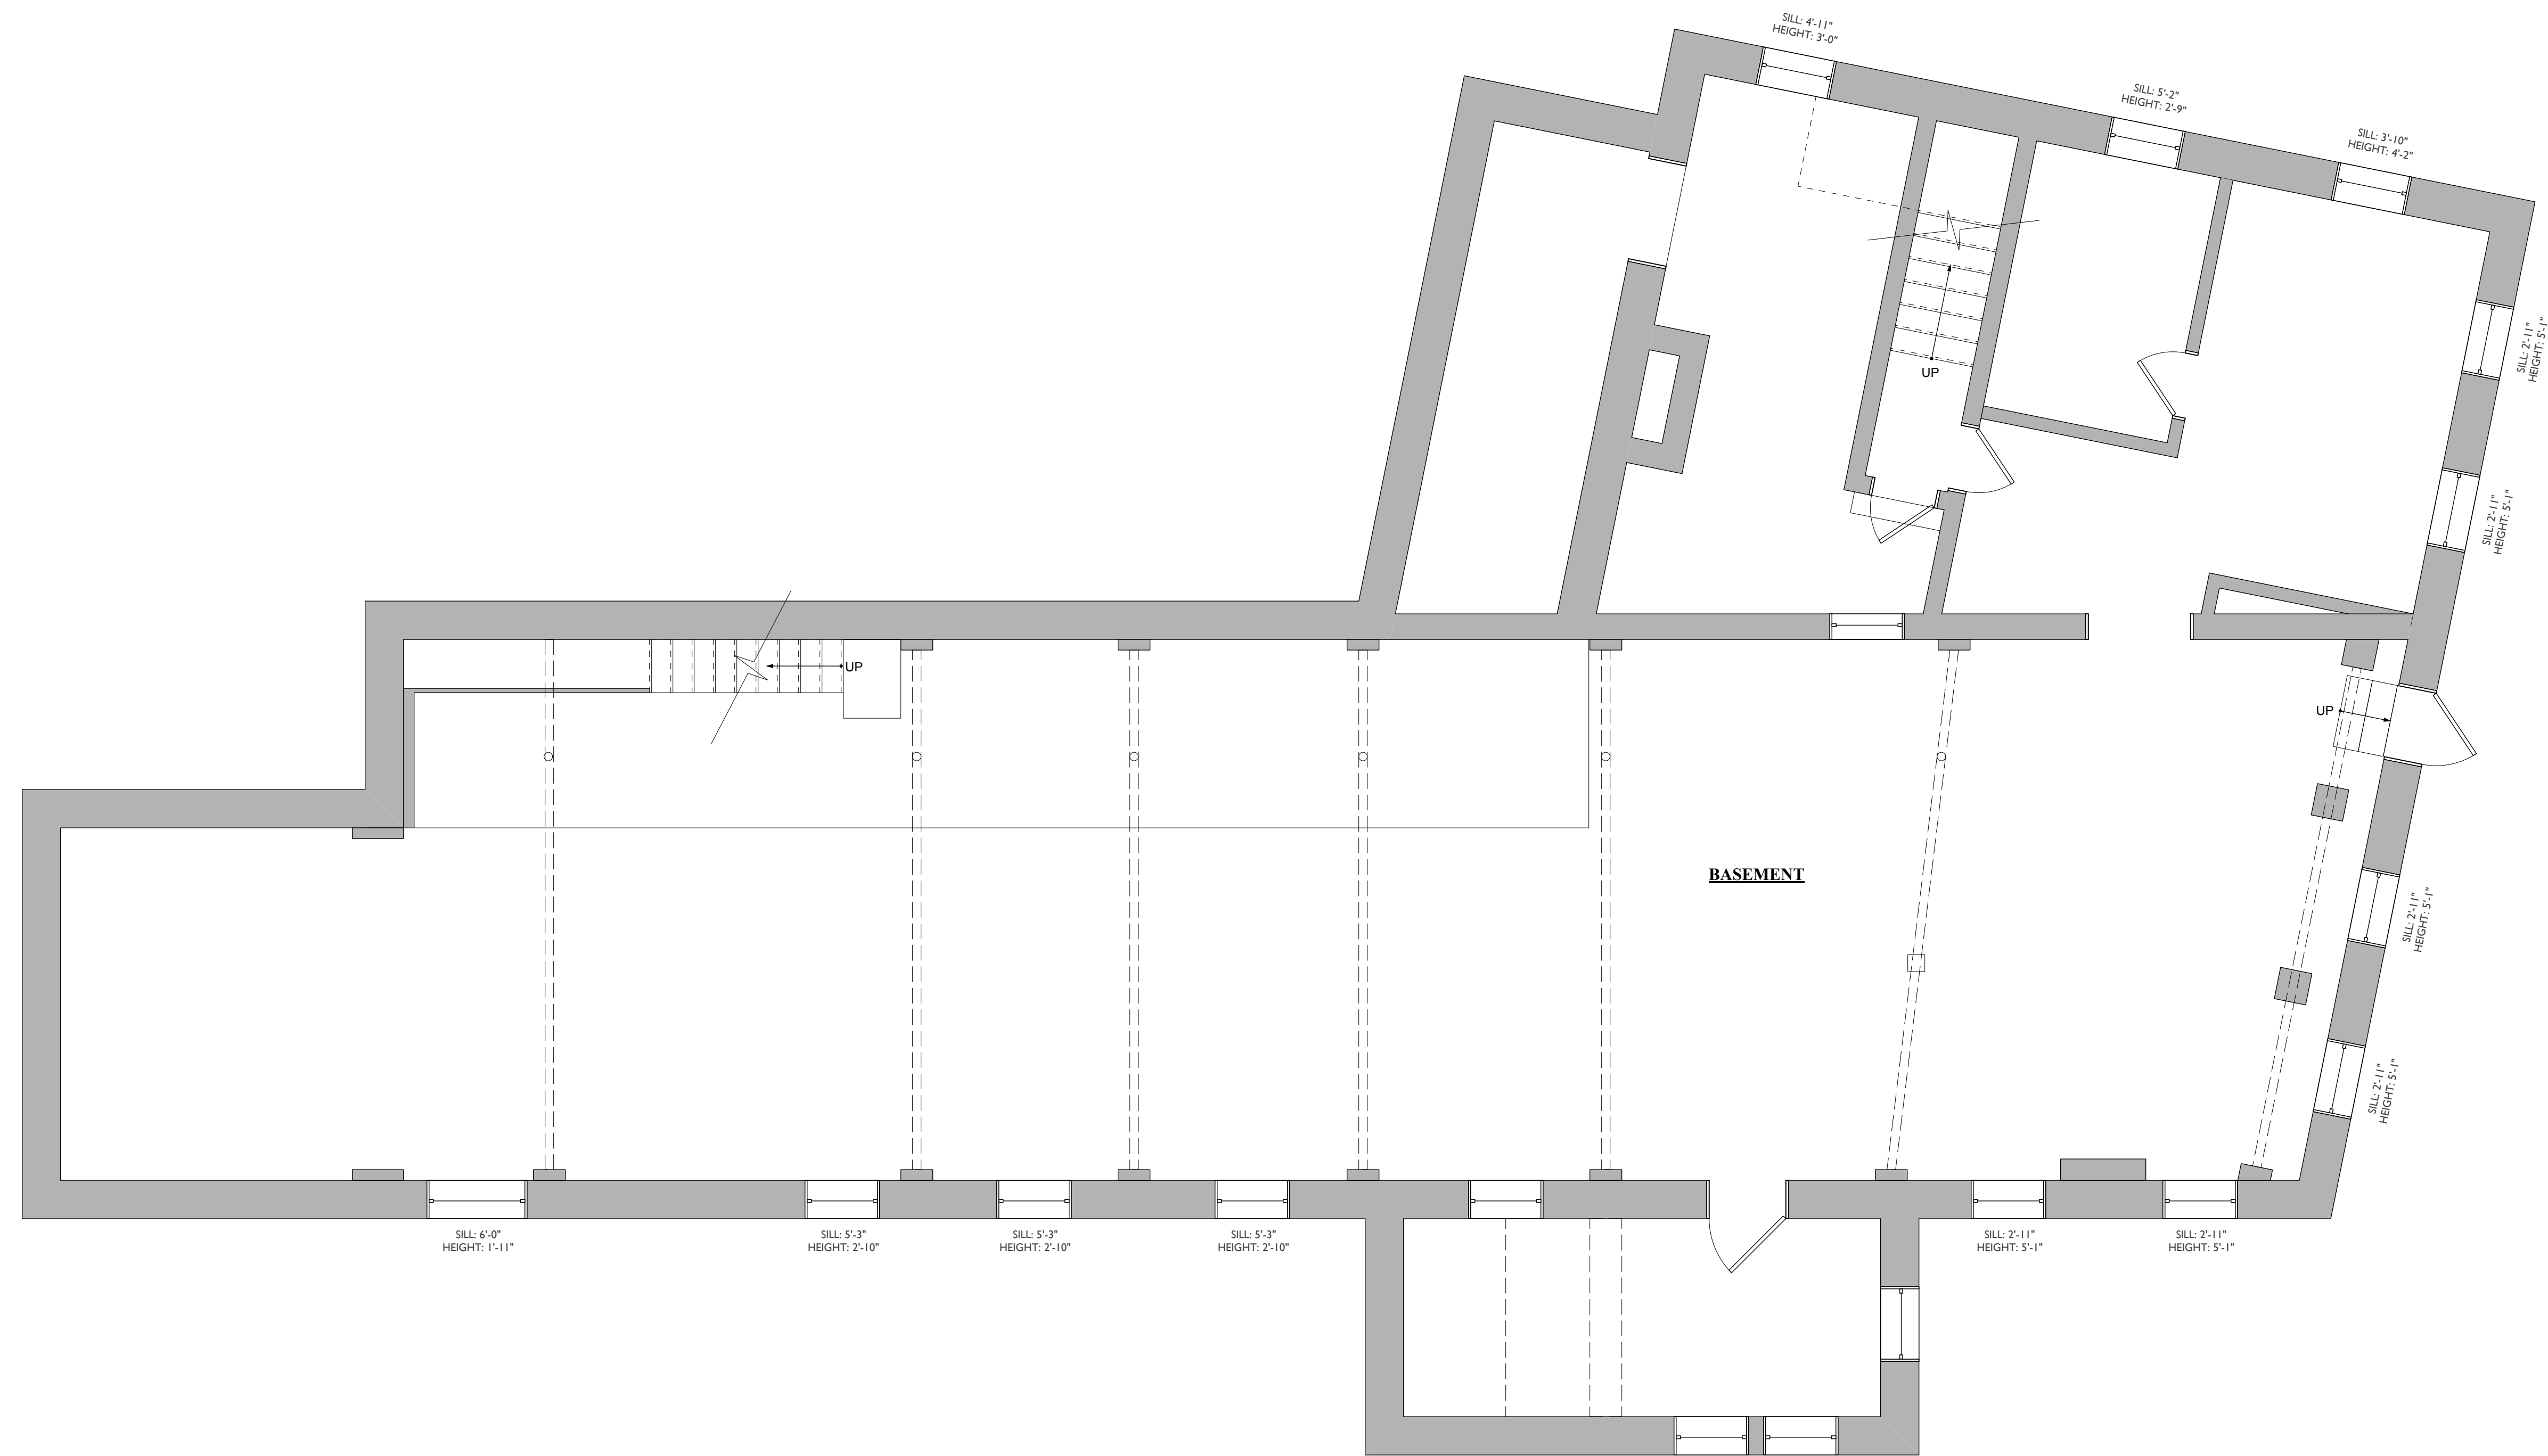 SILL: 4'-11"
HEIGHT: 3'-0"
SILL: 5'-2"
HEIGHT: 2'-9"
SILL: 3'-10"
HEIGHT: 4'-2"
SILL: 2'-11"
HEIGHT: 5'-1"
UP
SILL: 2'-11"
HEIGHT: 5'-1"
UP
UP
BASEMENT
SILL: 2'-11"
HEIGHT: 5'-1"
SILL: 2'-11"
HEIGHT: 5'-1"
SILL: 6'-0"
HEIGHT: 1'-11"
SILL: 5'-3"
HEIGHT: 2'-10"
SILL: 5'-3"
HEIGHT: 2'-10"
SILL: 5'-3"
HEIGHT: 2'-10"
SILL: 2'-11"
HEIGHT: 5'-1"
SILL: 2'-11"
HEIGHT: 5'-1"